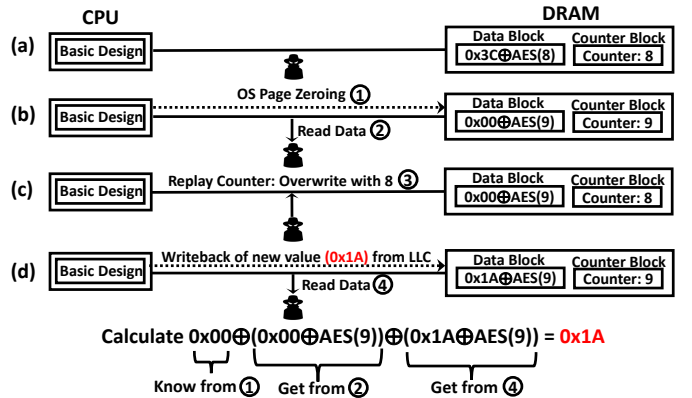 CPU DRAM
(a) Basic Design Data Block Counter Block
0x3C⊕AES(8) Counter: 8
OS Page Zeroing ①
(b) Basic Design Data Block Counter Block
Read Data ② 0x00⊕AES(9) Counter: 9
(c) Basic Design Replay Counter: Overwrite with 8 ③ Data Block Counter Block
0x00⊕AES(9) Counter: 8
Writeback of new value (0x1A) from LLC
(d) Basic Design Data Block Counter Block
Read Data ④ 0x1A⊕AES(9) Counter: 9
Calculate 0x00⊕(0x00⊕AES(9))⊕(0x1A⊕AES(9)) = 0x1A
Know from ① Get from ② Get from ④